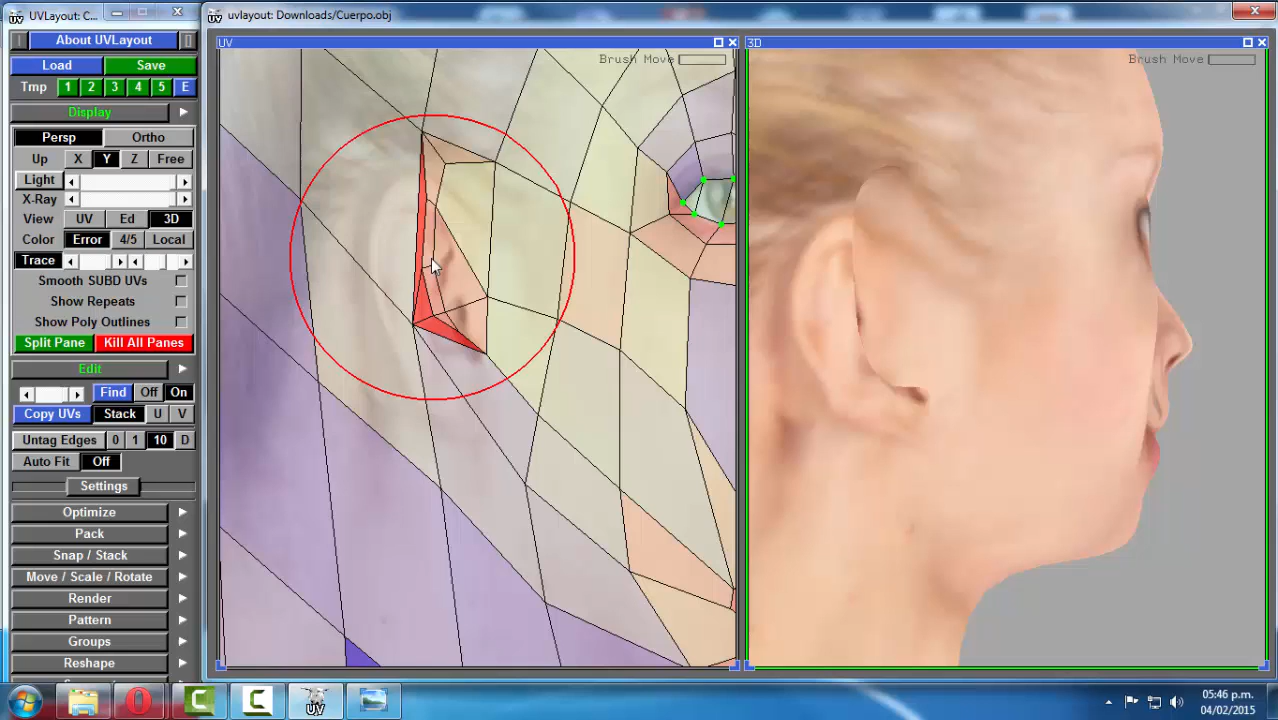 UVLayout: C...
uvlayout: Downloads/Cuerpo.obj
About UVLayout
Load Save
Tmp 1 2 3 4 5 E
Display
Persp Ortho
Up X Y Z Free
Light
X-Ray
View UV Ed 3D
Color Error 4/5 Local
Trace
Smooth SUBD UVs
Show Repeats
Show Poly Outlines
Split Pane Kill All Panes
Edit
Find Off On
Copy UVs Stack U V
Untag Edges 0 1 10 D
Auto Fit Off
Settings
Optimize
Pack
Snap / Stack
Move / Scale / Rotate
Render
Pattern
Groups
Reshape
UV
Brush Move
3D
Brush Move
UV
05:46 p.m.
04/02/2015